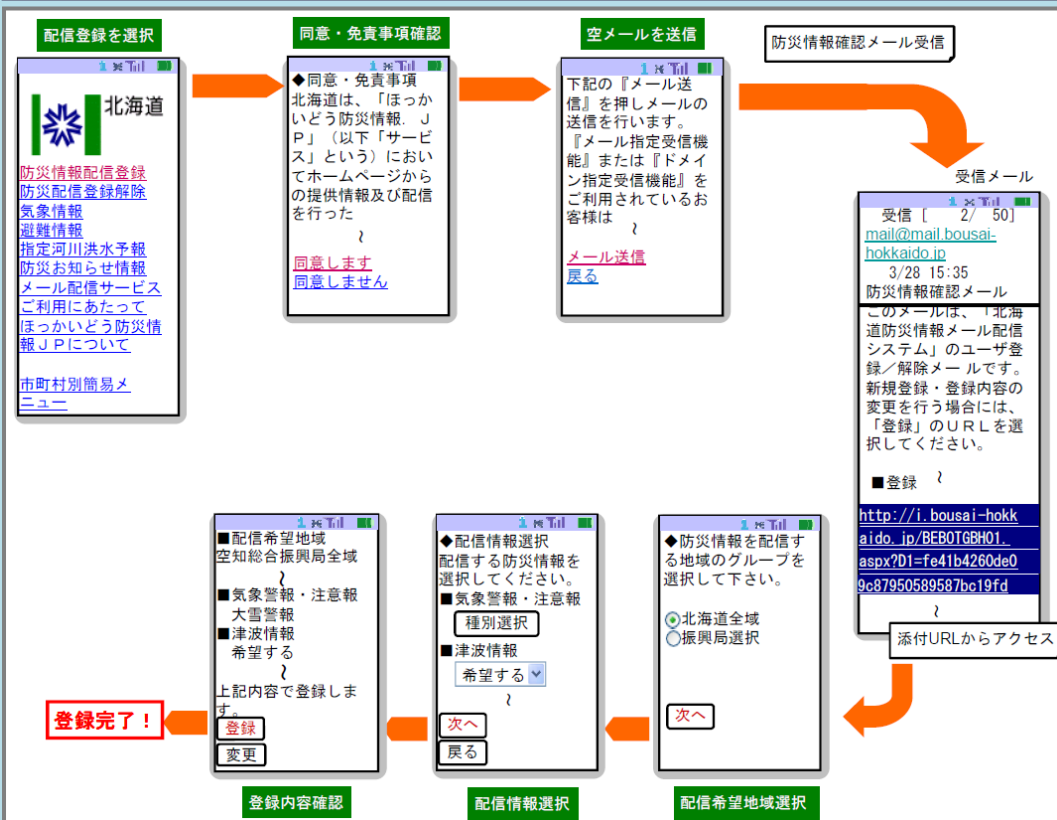 配信登録を選択
北海道
防災情報配信登録
防災配信登録解除
気象情報
避難情報
指定河川洪水予報
防災お知らせ情報
メール配信サービス
ご利用にあたって
ほっかいどう防災情
報JPについて
市町村別簡易メ
ニュー
同意・免責事項確認
◆同意・免責事項
北海道は、「ほっか
いどう防災情報．J
P」（以下「サービ
ス」という）におい
てホームページから
の提供情報及び配信
を行った
~
同意します
同意しません
空メールを送信
下記の『メール送
信』を押しメールの
送信を行います。
『メール指定受信機
能』または『ドメイ
ン指定受信機能』を
ご利用されているお
客様は
~
メール送信
戻る
防災情報確認メール受信
受信メール
受信［ 2/ 50］
mail@mail.bousai-
hokkaido.jp
3/28 15:35
防災情報確認メール
このメールは、「北海
道防災情報メール配信
システム」のユーザ登
録／解除メールです。
新規登録・登録内容の
変更を行う場合には、
「登録」のURLを選
択してください。
■登録 ~
http://i.bousai-hokk
aido.jp/BEBOTGBH01.
aspx?D1=fe41b4260de0
9c87950589587bc19fd
~
添付URLからアクセス
◆防災情報を配信す
る地域のグループを
選択して下さい。
北海道全域
振興局選択
次へ
配信希望地域選択
◆配信情報選択
配信する防災情報を
選択してください。
■気象警報・注意報
種別選択
■津波情報
希望する
~
次へ
戻る
配信情報選択
■配信希望地域
空知総合振興局全域
~
■気象警報・注意報
大雪警報
■津波情報
希望する
~
上記内容で登録しま
す。
登録
変更
登録内容確認
登録完了！